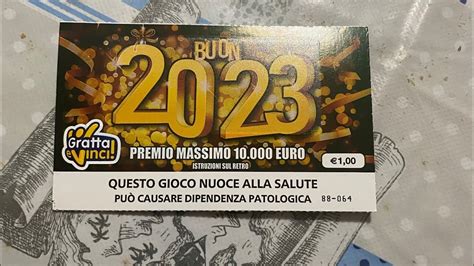 BUON
2023
Gratta
e Vinci!
PREMIO MASSIMO 10.000 EURO
ISTRUZIONI SUL RETRO
€1,00
QUESTO GIOCO NUOCE ALLA SALUTE
PUÒ CAUSARE DIPENDENZA PATOLOGICA 88-064